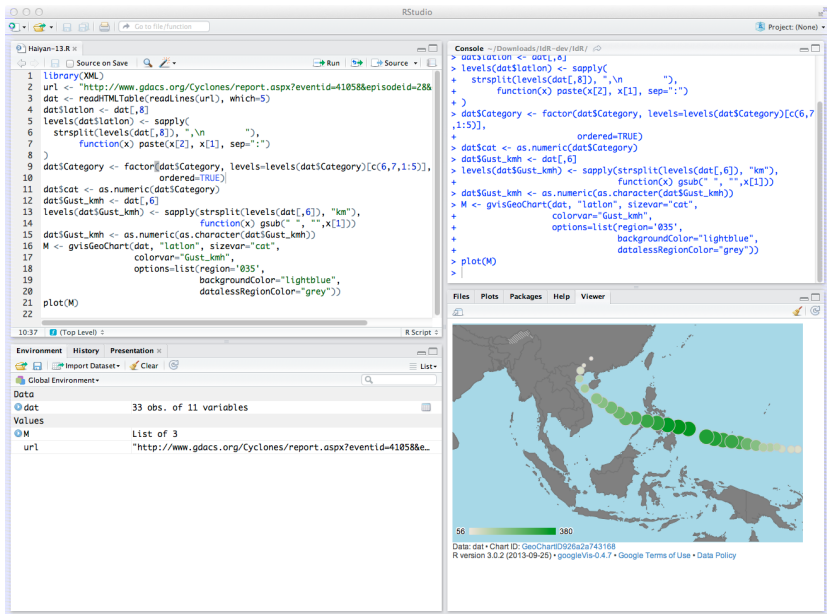 RStudio
Go to file/function
Project: (None)
Haiyan~13.R ×
Source on Save
Run
Source
1 library(XML)
2 url <- "http://www.gdacs.org/Cyclones/report.aspx?eventid=41058&episodeid=28&
3 dat <- readHTMLTable(readLines(url), which=5)
4 dat$latlon <- dat[,8]
5 levels(dat$latlon) <- sapply(
6 strsplit(levels(dat[,8]), ",\n        "),
7 function(x) paste(x[2], x[1], sep=":")
8 )
9 dat$Category <- factor(dat$Category, levels=levels(dat$Category)[c(6,7,1:5)],
10 ordered=TRUE)
11 dat$cat <- as.numeric(dat$Category)
12 dat$Gust_kmh <- dat[,6]
13 levels(dat$Gust_kmh) <- sapply(strsplit(levels(dat[,6]), "km"),
14 function(x) gsub(" ", "",x[1]))
15 dat$Gust_kmh <- as.numeric(as.character(dat$Gust_kmh))
16 M <- gvisGeoChart(dat, "latlon", sizevar="cat",
17 colorvar="Gust_kmh",
18 options=list(region='035',
19 backgroundColor="lightblue",
20 datalessRegionColor="grey"))
21 plot(M)
22
10:37 (Top Level) R Script
Environment History Presentation ×
Import Dataset Clear List
Global Environment
Data
dat 33 obs. of 11 variables
Values
M List of 3
url "http://www.gdacs.org/Cyclones/report.aspx?eventid=41058&e…
Console ~/Downloads/IdR-dev/IdR/
> dat$latlon <- dat[,8]
> levels(dat$latlon) <- sapply(
+ strsplit(levels(dat[,8]), ",\n        "),
+ function(x) paste(x[2], x[1], sep=":")
+ )
> dat$Category <- factor(dat$Category, levels=levels(dat$Category)[c(6,7
,1:5)],
+ ordered=TRUE)
> dat$cat <- as.numeric(dat$Category)
> dat$Gust_kmh <- dat[,6]
> levels(dat$Gust_kmh) <- sapply(strsplit(levels(dat[,6]), "km"),
+ function(x) gsub(" ", "",x[1]))
> dat$Gust_kmh <- as.numeric(as.character(dat$Gust_kmh))
> M <- gvisGeoChart(dat, "latlon", sizevar="cat",
+ colorvar="Gust_kmh",
+ options=list(region='035',
+ backgroundColor="lightblue",
+ datalessRegionColor="grey"))
> plot(M)
>
Files Plots Packages Help Viewer
56 380
Data: dat • Chart ID: GeoChartID926a2a743168
R version 3.0.2 (2013-09-25) • googleVis-0.4.7 • Google Terms of Use • Data Policy